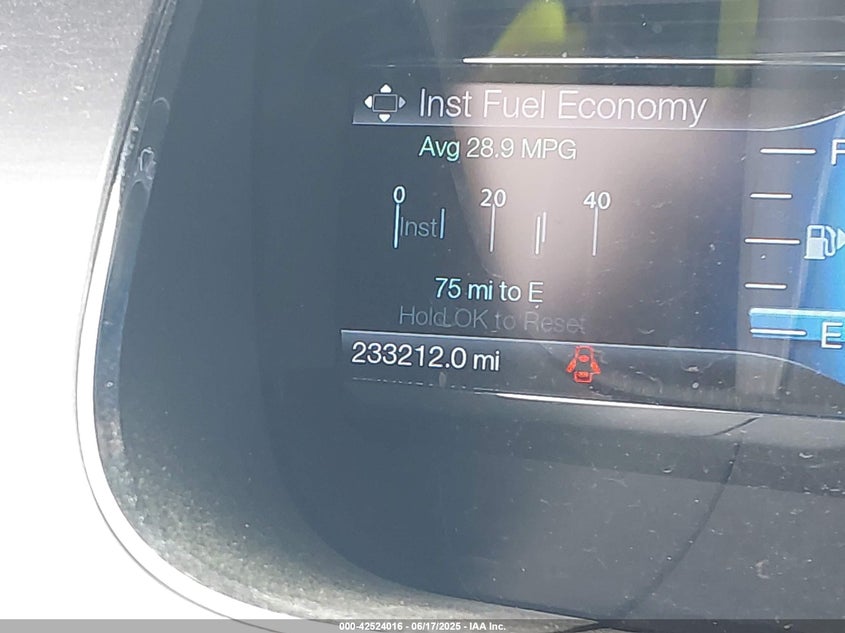 Inst Fuel Economy
Avg 28.9 MPG
0 20 40
Inst
75 mi to E
Hold OK to Reset
233212.0 mi
F
E
000-42524016 - 06/17/2025 - IAA Inc.